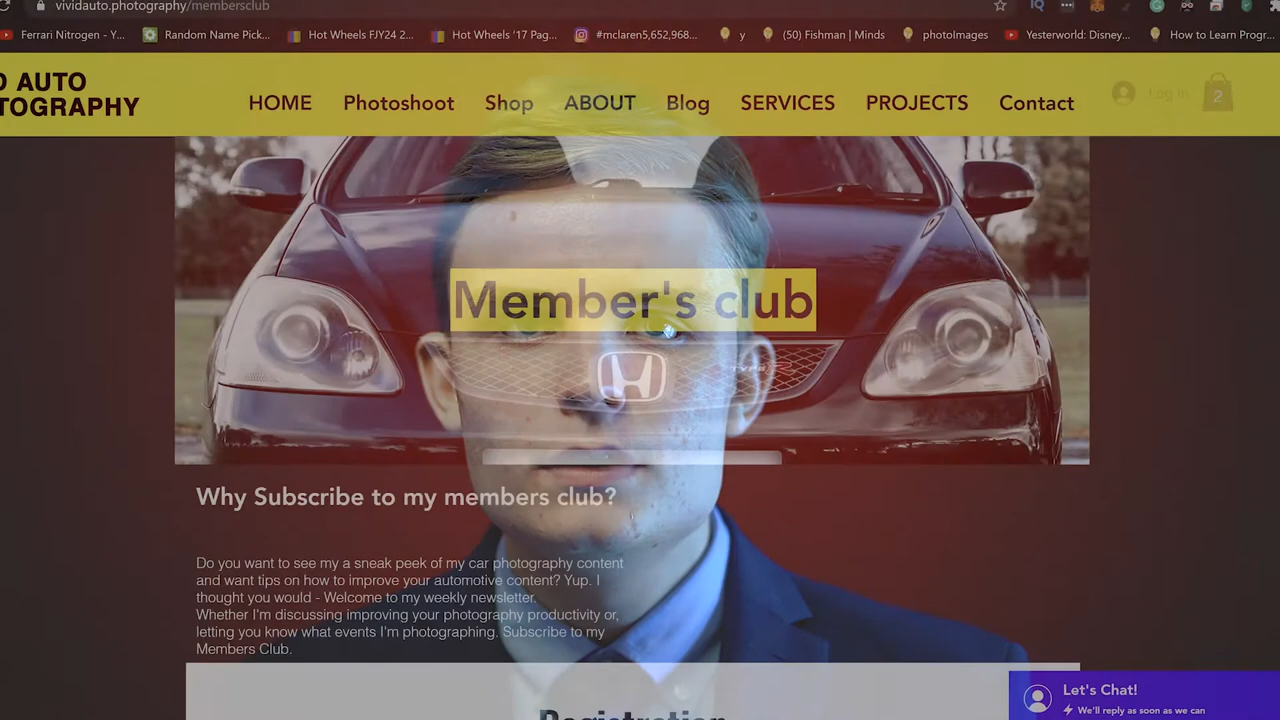 vividauto.photography/membersclub
Ferrari Nitrogen - Y... Random Name Pick... Hot Wheels FJY24 2... Hot Wheels '17 Pag... #mclaren5,652,968... y (50) Fishman | Minds photoImages Yesterworld: Disney... How to Learn Progr...
D AUTO
TOGRAPHY
HOME Photoshoot Shop ABOUT Blog SERVICES PROJECTS Contact Log In 2
Member's club
TYPE R
Why Subscribe to my members club?
Do you want to see my a sneak peek of my car photography content
and want tips on how to improve your automotive content? Yup. I
thought you would - Welcome to my weekly newsletter.
Whether I'm discussing improving your photography productivity or,
letting you know what events I'm photographing. Subscribe to my
Members Club.
Registration
Let's Chat!
We'll reply as soon as we can